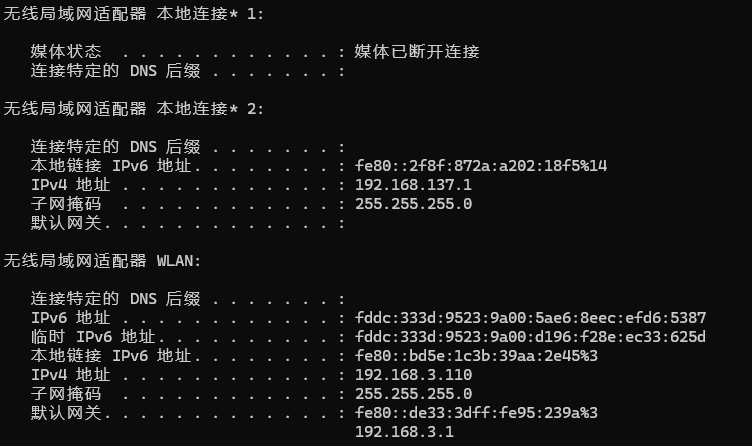 无线局域网适配器 本地连接* 1:
媒体状态  . . . . . . . . . . . . : 媒体已断开连接
连接特定的 DNS 后缀 . . . . . . . :
无线局域网适配器 本地连接* 2:
连接特定的 DNS 后缀 . . . . . . . :
本地链接 IPv6 地址. . . . . . . . : fe80::2f8f:872a:a202:18f5%14
IPv4 地址 . . . . . . . . . . . . : 192.168.137.1
子网掩码  . . . . . . . . . . . . : 255.255.255.0
默认网关. . . . . . . . . . . . . :
无线局域网适配器 WLAN:
连接特定的 DNS 后缀 . . . . . . . :
IPv6 地址 . . . . . . . . . . . . : fddc:333d:9523:9a00:5ae6:8eec:efd6:5387
临时 IPv6 地址. . . . . . . . . . : fddc:333d:9523:9a00:d196:f28e:ec33:625d
本地链接 IPv6 地址. . . . . . . . : fe80::bd5e:1c3b:39aa:2e45%3
IPv4 地址 . . . . . . . . . . . . : 192.168.3.110
子网掩码  . . . . . . . . . . . . : 255.255.255.0
默认网关. . . . . . . . . . . . . : fe80::de33:3dff:fe95:239a%3
192.168.3.1